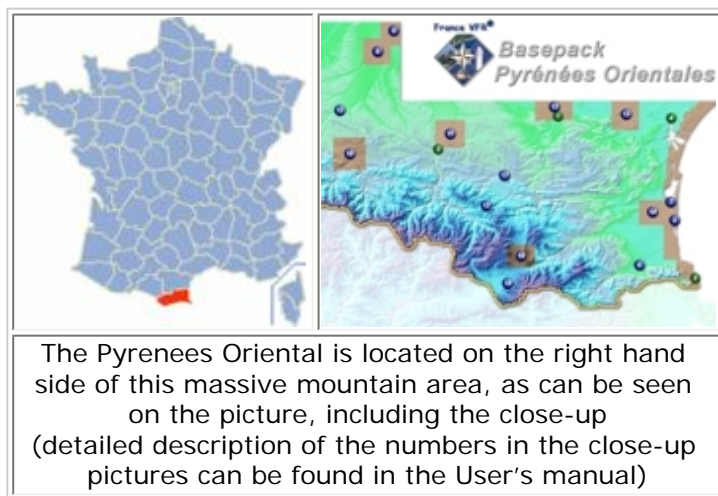 France VFR®
Basepack
Pyrénées Orientales
The Pyrenees Oriental is located on the right hand
side of this massive mountain area, as can be seen
on the picture, including the close-up
(detailed description of the numbers in the close-up
pictures can be found in the User's manual)